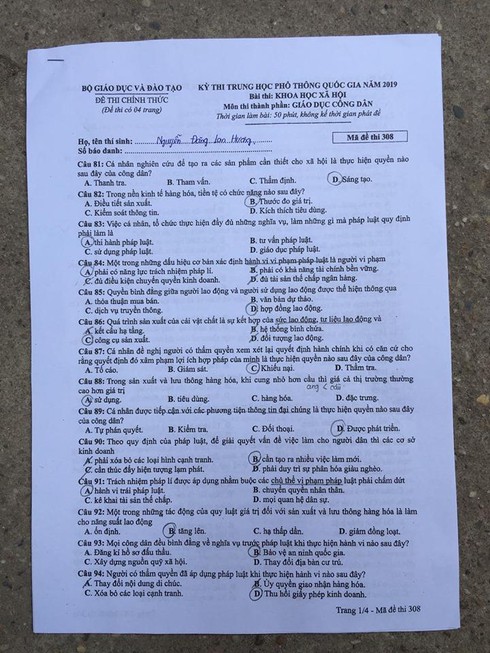 BỘ GIÁO DỤC VÀ ĐÀO TẠO
KỲ THI TRUNG HỌC PHỔ THÔNG QUỐC GIA NĂM 2019
ĐỀ THI CHÍNH THỨC
Bài thi: KHOA HỌC XÃ HỘI
(Đề thi có 04 trang)
Môn thi thành phần: GIÁO DỤC CÔNG DÂN
Thời gian làm bài: 50 phút, không kể thời gian phát đề
Họ, tên thí sinh: Nguyễn Đặng Lan Hương
Mã đề thi 308
Số báo danh:
Câu 81: Cá nhân nghiên cứu để tạo ra các sản phẩm cần thiết cho xã hội là thực hiện quyền nào
sau đây của công dân?
A. Thanh tra. B. Tham vấn. C. Thẩm định. D. Sáng tạo.
Câu 82: Trong nền kinh tế hàng hóa, tiền tệ có chức năng nào sau đây?
A. Điều tiết sản xuất. B. Thước đo giá trị.
C. Kiểm soát thông tin. D. Kích thích tiêu dùng.
Câu 83: Việc cá nhân, tổ chức thực hiện đầy đủ những nghĩa vụ, làm những gì mà pháp luật quy định
phải làm là
A. thi hành pháp luật. B. tư vấn pháp luật.
C. sử dụng pháp luật. D. giáo dục pháp luật.
Câu 84: Một trong những dấu hiệu cơ bản xác định hành vi vi phạm pháp luật là người vi phạm
A. phải có năng lực trách nhiệm pháp lí. B. phải có khả năng tài chính bền vững.
C. đủ điều kiện chuyển quyền kinh doanh. D. đủ tài sản thế chấp ngân hàng.
Câu 85: Quyền bình đẳng giữa người lao động và người sử dụng lao động được thể hiện thông qua
A. thỏa thuận mua bán. B. văn bản dự thảo.
C. dịch vụ truyền thông. D. hợp đồng lao động.
Câu 86: Quá trình sản xuất của cải vật chất là sự kết hợp của sức lao động, tư liệu lao động và
A. kết cấu hạ tầng. B. hệ thống bình chứa.
C. công cụ sản xuất. D. đối tượng lao động.
Câu 87: Cá nhân đề nghị người có thẩm quyền xem xét lại quyết định hành chính khi có căn cứ cho
rằng quyết định đó xâm phạm lợi ích hợp pháp của mình là thực hiện quyền nào sau đây của công dân?
A. Tố cáo. B. Giám sát. C. Khiếu nại. D. Thẩm tra.
Câu 88: Trong sản xuất và lưu thông hàng hóa, khi cung nhỏ hơn cầu thì giá cả thị trường thường
cao hơn giá trị
A. sử dụng. B. tiêu dùng. C. hàng hóa. D. đặc trưng.
Câu 89: Cá nhân được tiếp cận với các phương tiện thông tin đại chúng là thực hiện quyền nào sau đây
của công dân?
A. Tự phán quyết. B. Kiểm tra. C. Đối thoại. D. Được phát triển.
Câu 90: Theo quy định của pháp luật, để giải quyết vấn đề việc làm cho người dân thì các cơ sở
kinh doanh
A. phải xóa bỏ các loại hình cạnh tranh. B. cần tạo ra nhiều việc làm mới.
C. cần thúc đẩy hiện tượng lạm phát. D. phải duy trì sự phân hóa giàu nghèo.
Câu 91: Trách nhiệm pháp lí được áp dụng nhằm buộc các chủ thể vi phạm pháp luật phải chấm dứt
A. hành vi trái pháp luật. B. chuyển quyền nhân thân.
C. kê khai tài sản thế chấp. D. mọi quan hệ dân sự.
Câu 92: Một trong những tác động của quy luật giá trị đối với sản xuất và lưu thông hàng hóa là làm
cho năng suất lao động
A. ổn định. B. tăng lên. C. hạ thấp dần. D. giảm đồng loạt.
Câu 93: Mọi công dân đều bình đẳng về nghĩa vụ trước pháp luật khi thực hiện hành vi nào sau đây?
A. Đăng kí hồ sơ đấu thầu. B. Bảo vệ an ninh quốc gia.
C. Xây dựng nguồn quỹ xã hội. D. Thay đổi địa bàn cư trú.
Câu 94: Người có thẩm quyền đã áp dụng pháp luật khi thực hiện hành vi nào sau đây?
A. Thay đổi nội dung di chúc. B. Ủy quyền giao nhận hàng hóa.
C. Xóa bỏ các loại cạnh tranh. D. Thu hồi giấy phép kinh doanh.
Trang 1/4 - Mã đề thi 308